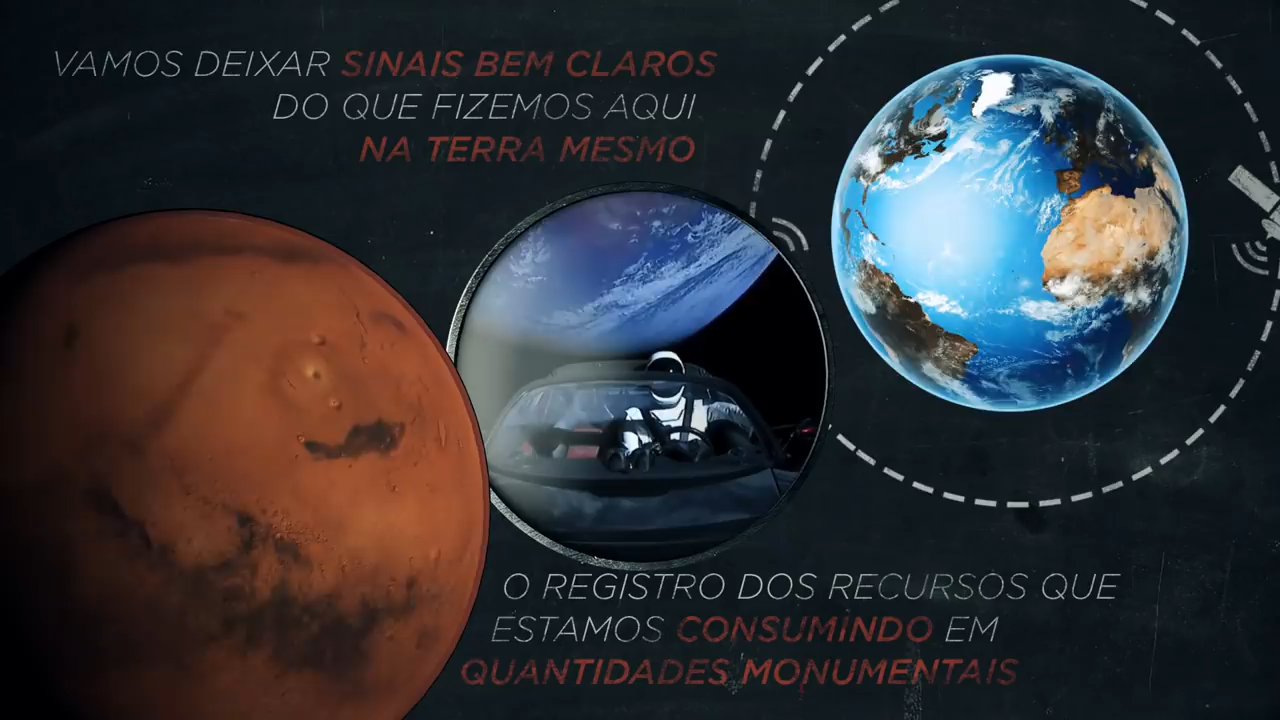 VAMOS DEIXAR SINAIS BEM CLAROS
DO QUE FIZEMOS AQUI
NA TERRA MESMO
O REGISTRO DOS RECURSOS QUE
ESTAMOS CONSUMINDO EM
QUANTIDADES MONUMENTAIS